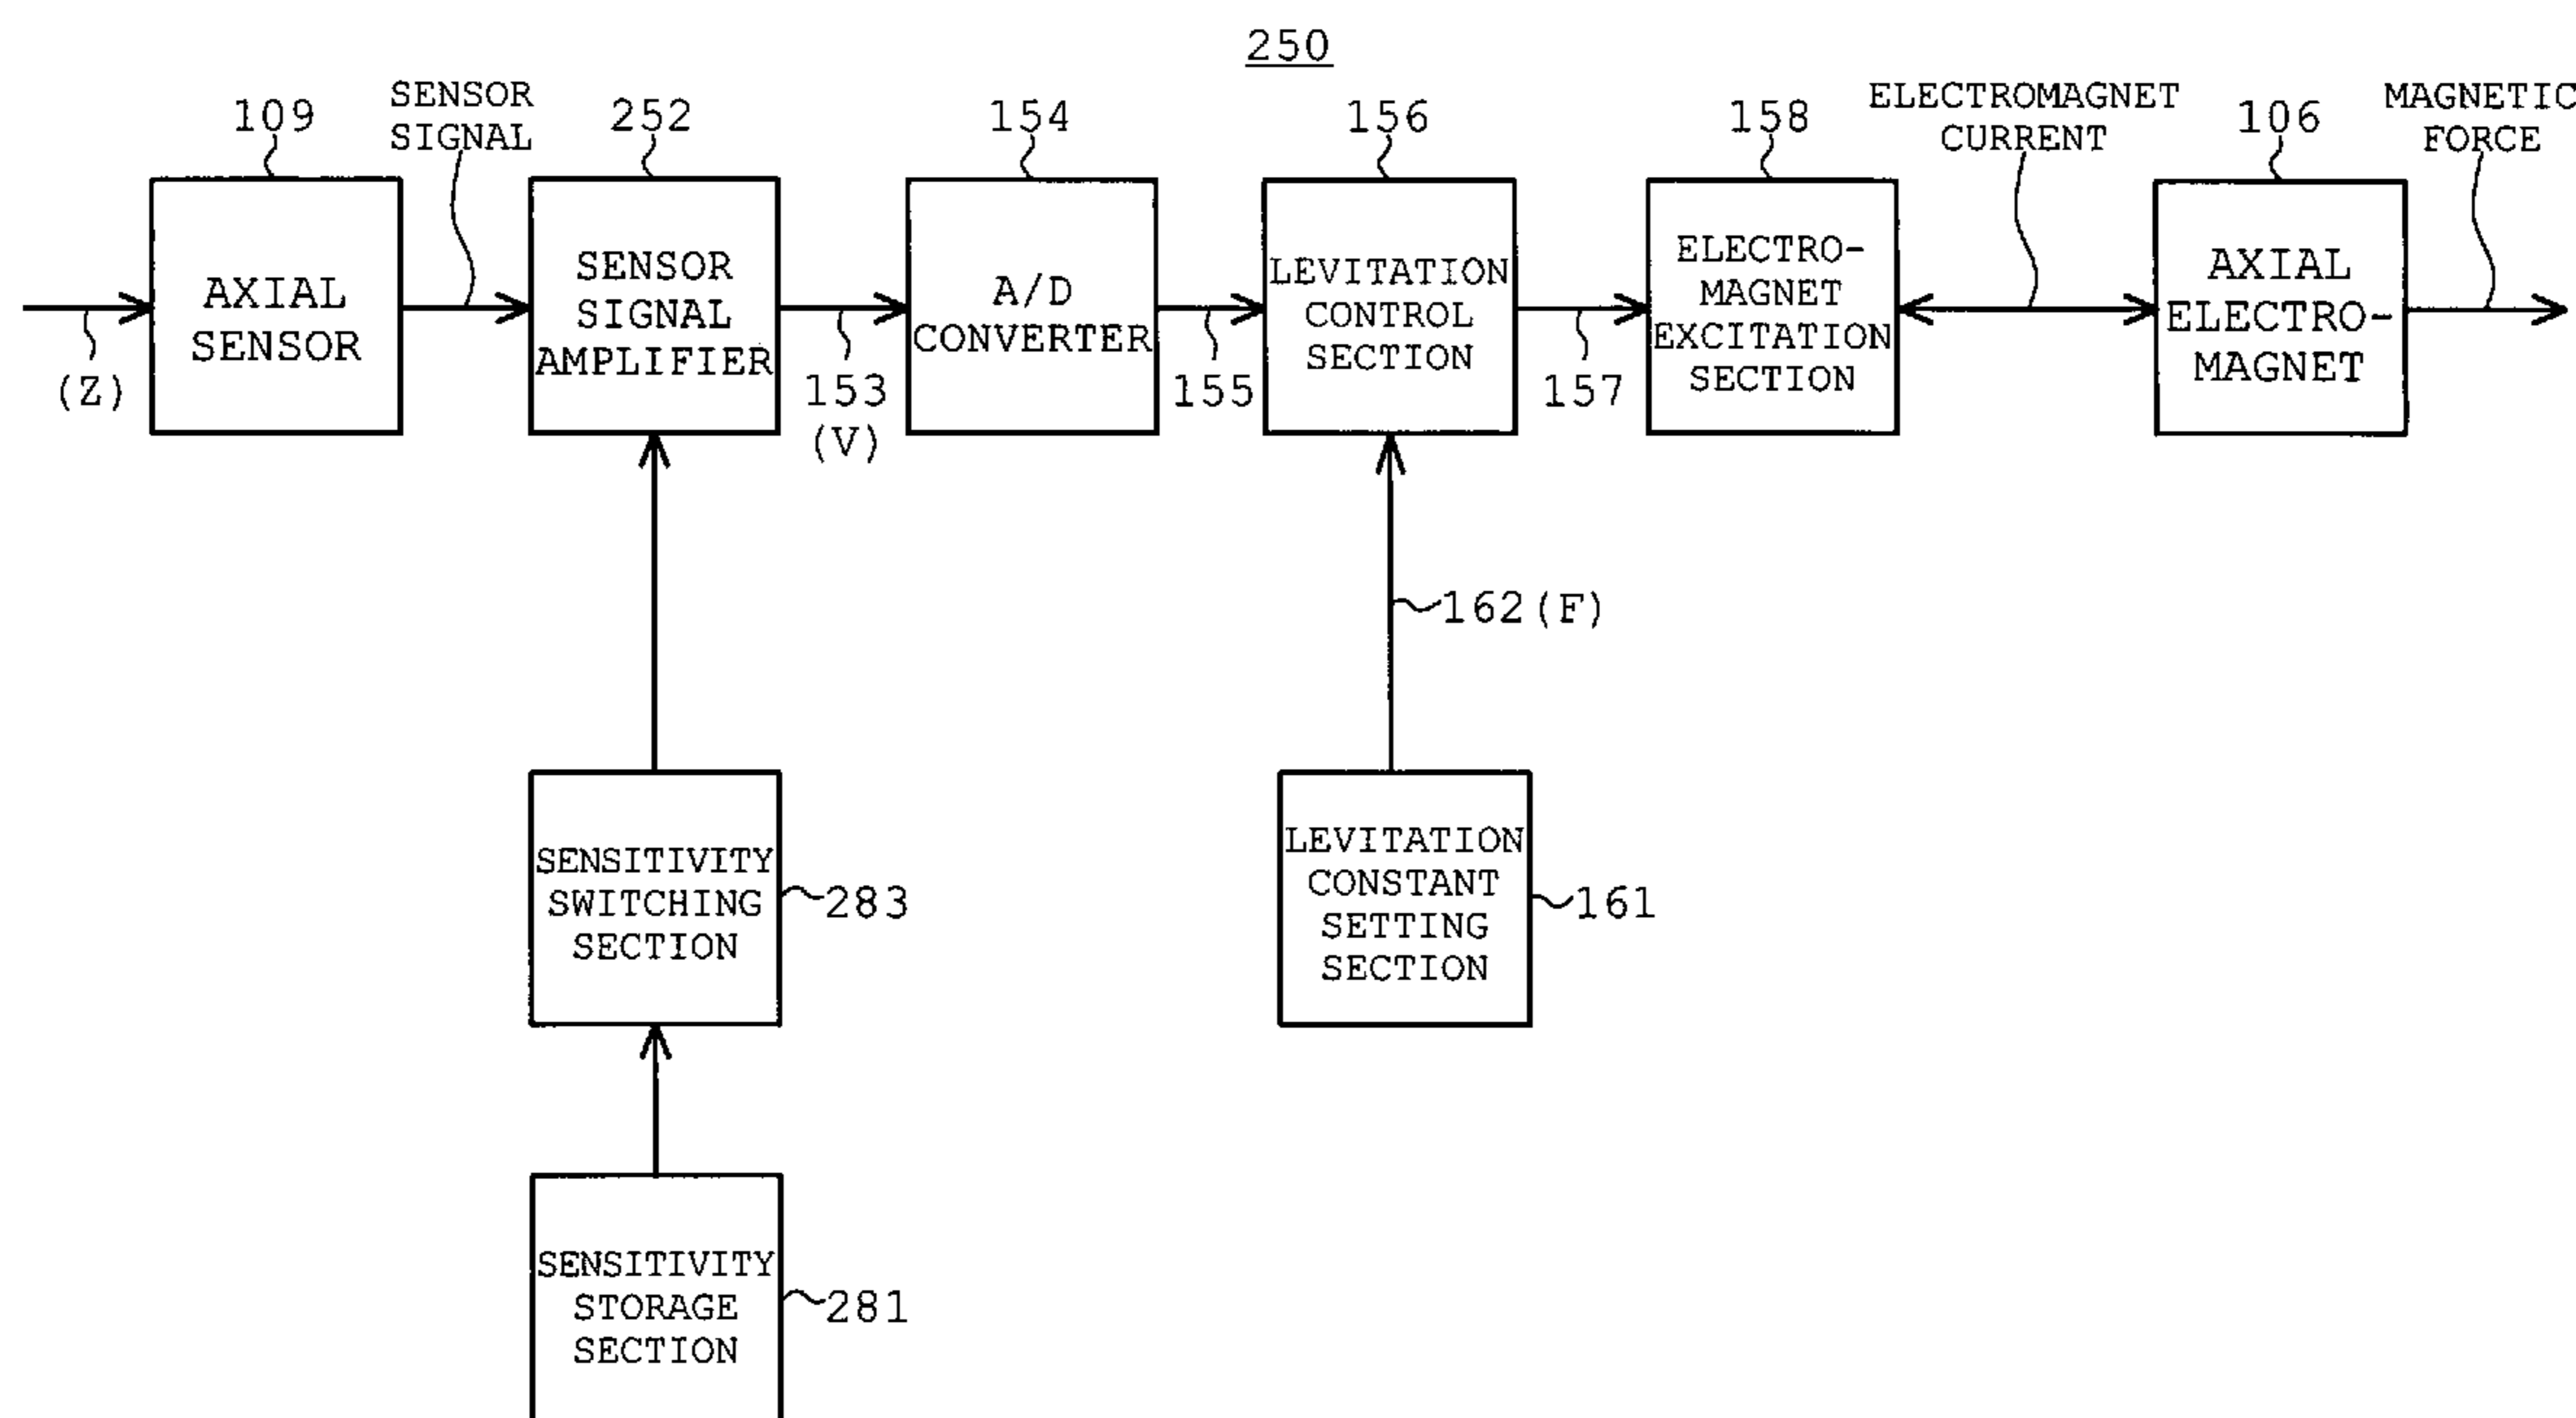 250
109
SENSOR
SIGNAL
252
154
156
158
ELECTROMAGNET
CURRENT
106
MAGNETIC
FORCE
AXIAL
SENSOR
SENSOR
SIGNAL
AMPLIFIER
A/D
CONVERTER
LEVITATION
CONTROL
SECTION
ELECTRO-
MAGNET
EXCITATION
SECTION
AXIAL
ELECTRO-
MAGNET
(Z)
153
(V)
155
157
162(F)
SENSITIVITY
SWITCHING
SECTION
283
LEVITATION
CONSTANT
SETTING
SECTION
161
SENSITIVITY
STORAGE
SECTION
281